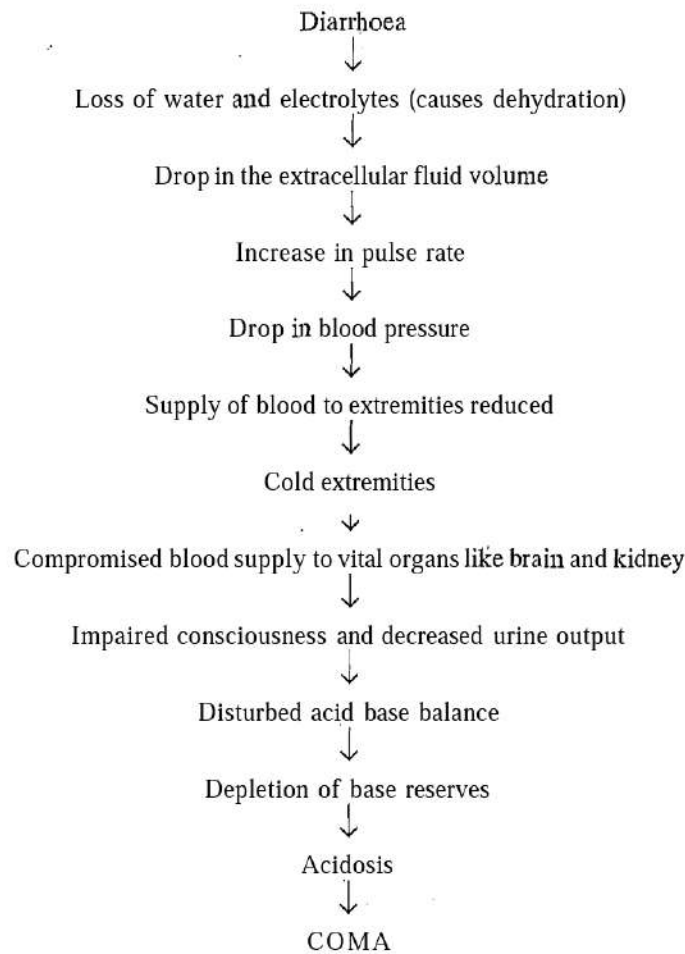 Diarrhoea
Loss of water and electrolytes (causes dehydration)
Drop in the extracellular fluid volume
Increase in pulse rate
Drop in blood pressure
Supply of blood to extremities reduced
Cold extremities
Compromised blood supply to vital organs like brain and kidney
Impaired consciousness and decreased urine output
Disturbed acid base balance
Depletion of base reserves
Acidosis
COMA